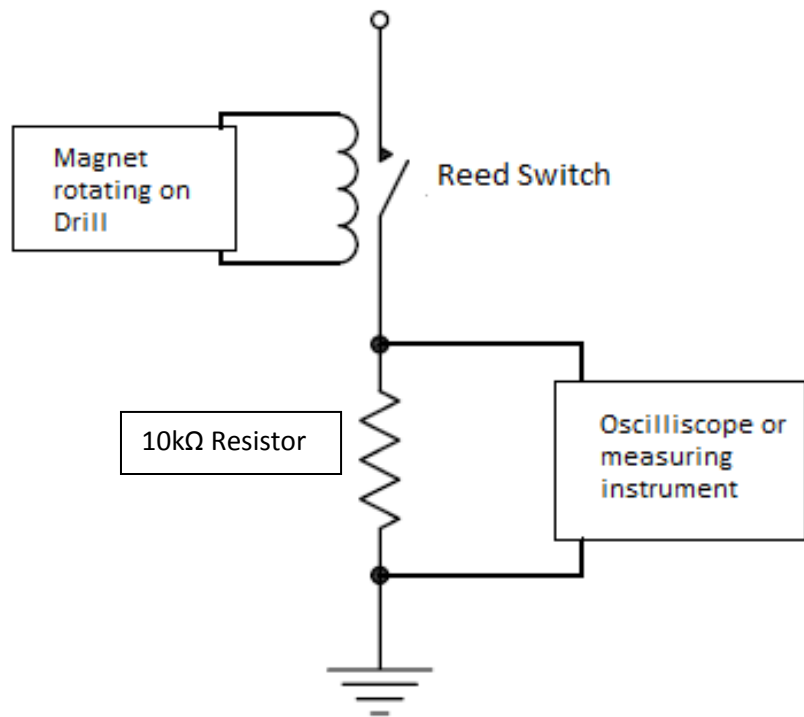 Magnet
rotating on
Drill
Reed Switch
10kΩ Resistor
Oscilliscope or
measuring
instrument